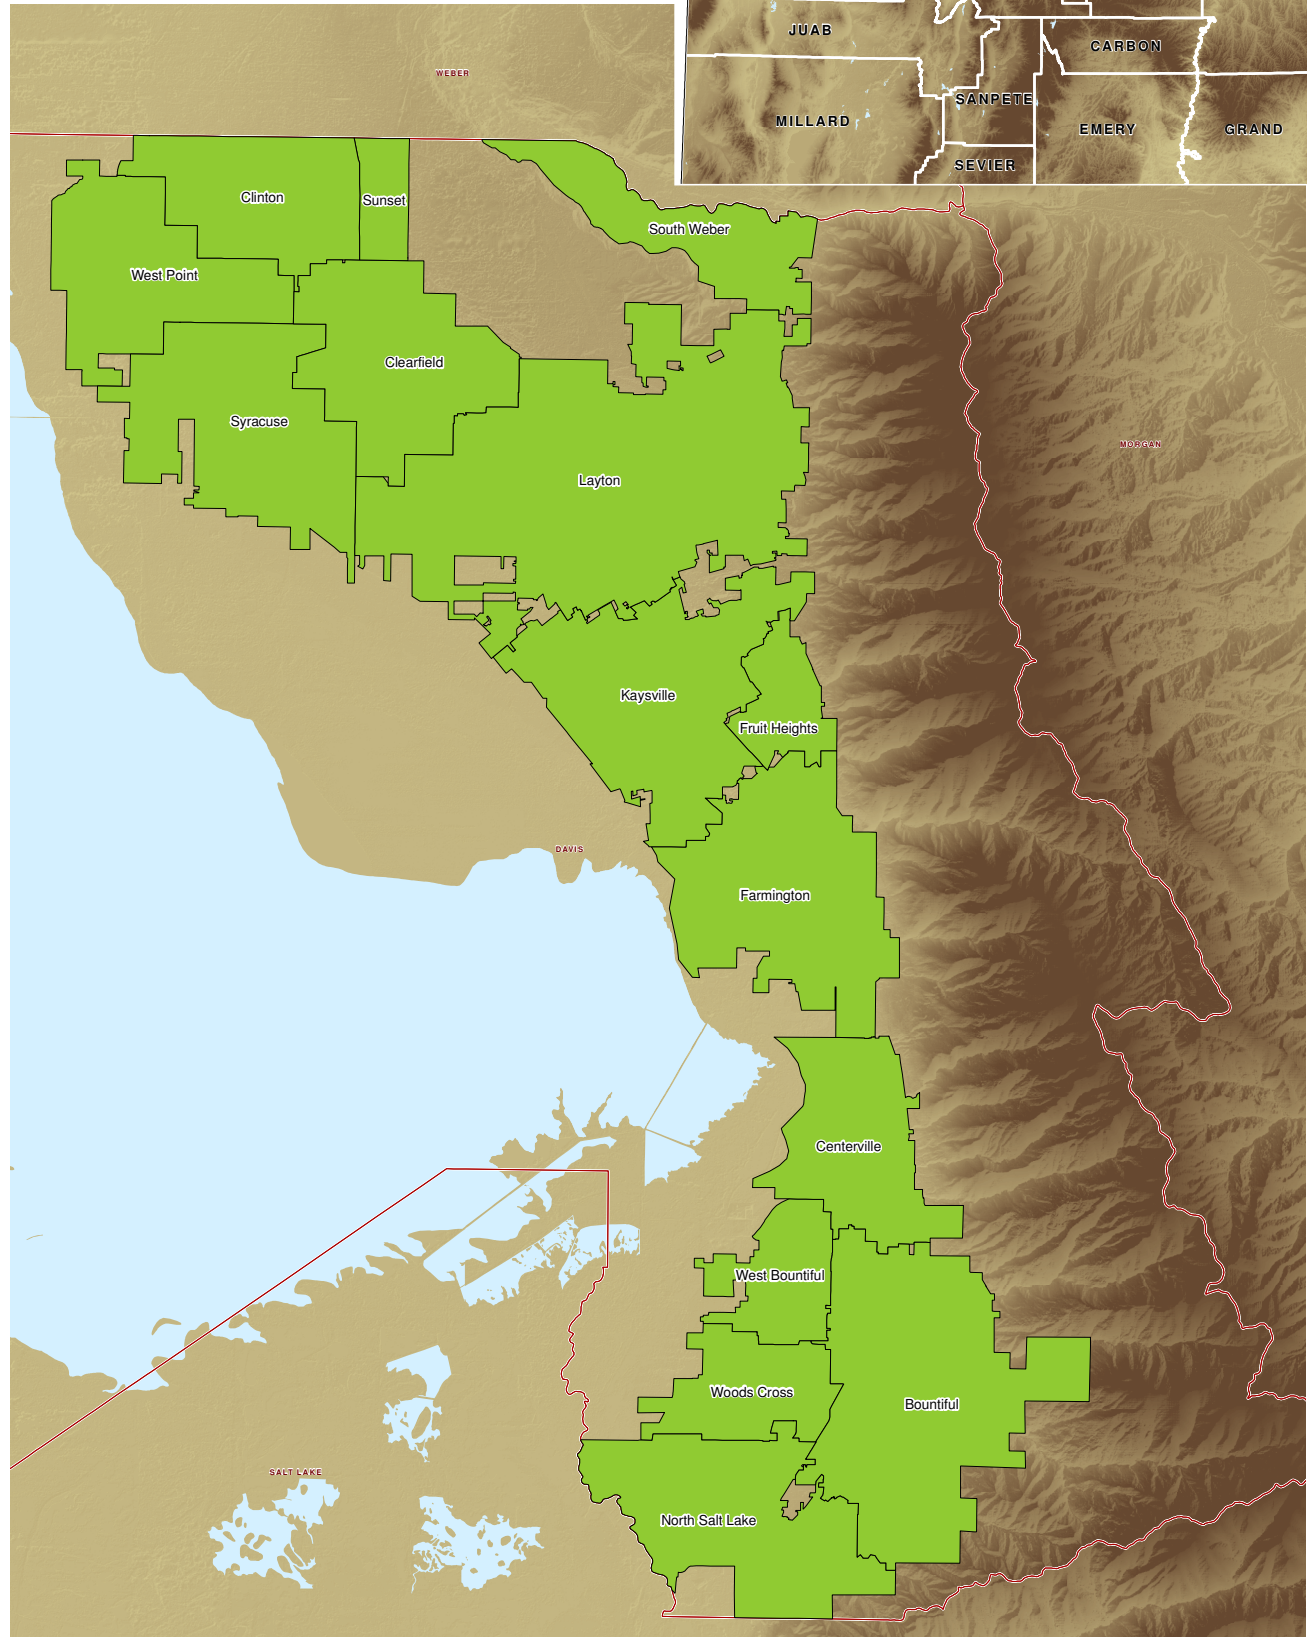 JUAB
CARBON
WEBER
SANPETE
MILLARD
EMERY
GRAND
SEVIER
Clinton
Sunset
South Weber
West Point
Clearfield
Syracuse
MORGAN
Layton
Kaysville
Fruit Heights
DAVIS
Farmington
Centerville
West Bountiful
Woods Cross
Bountiful
SALT LAKE
North Salt Lake